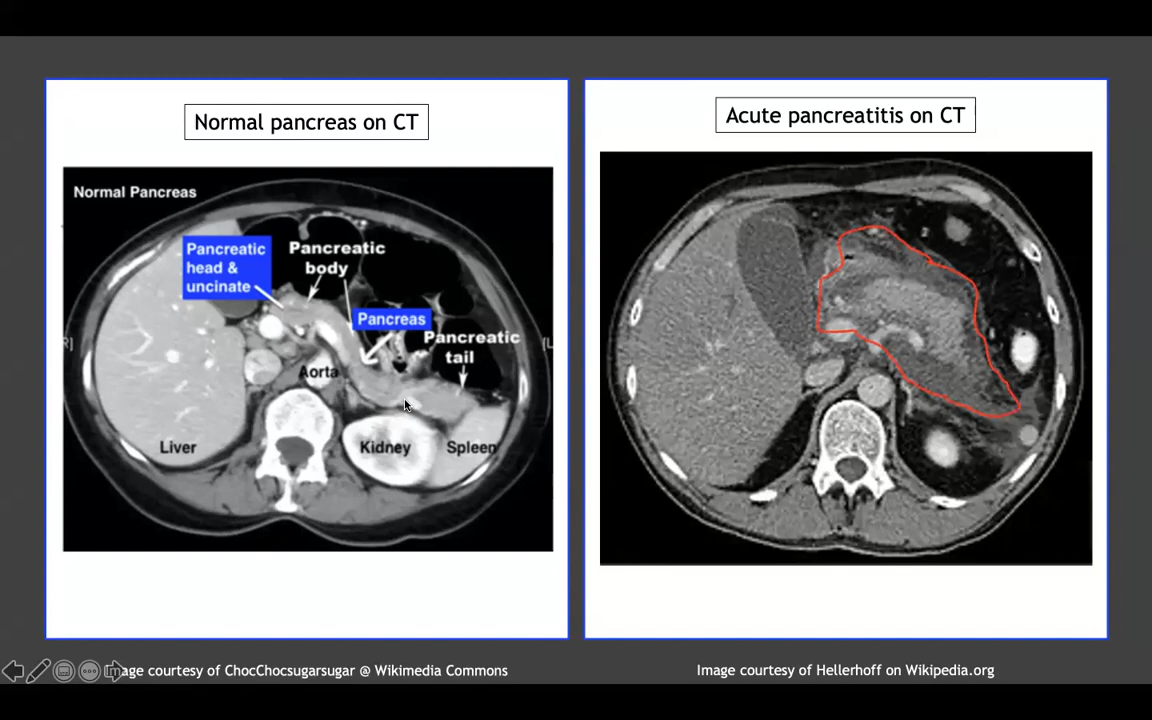 Normal pancreas on CT
Normal Pancreas
Pancreatic
head &
uncinate
Pancreatic
body
Pancreas
Pancreatic
tail
Aorta
Liver
Kidney
Spleen
Acute pancreatitis on CT
age courtesy of ChocChocsugarsugar @ Wikimedia Commons
Image courtesy of Hellerhoff on Wikipedia.org